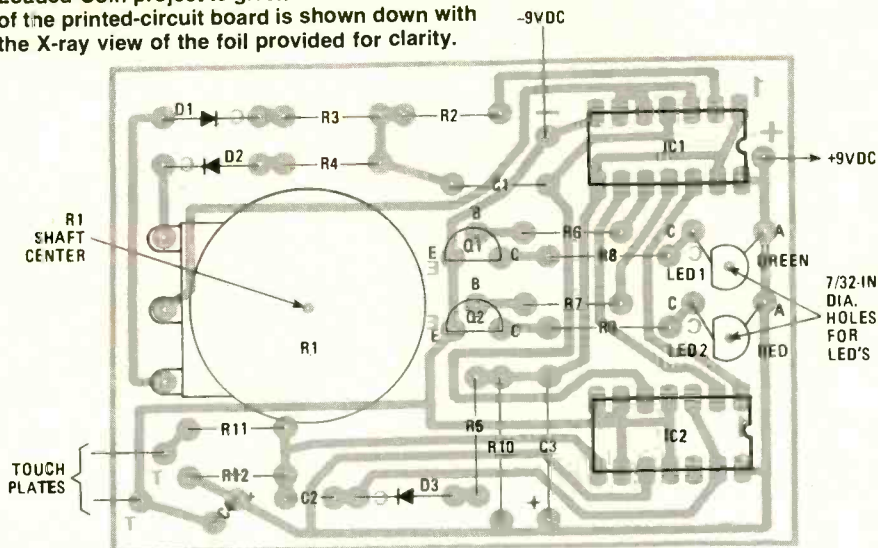 of the printed-circuit board is shown down with
the X-ray view of the foil provided for clarity.
-9VDC
D1
C
R3
R2
1
IC1
+
+9VDC
D2
C
R4
C1
R1
SHAFT
CENTER
B
Q1
E
E
C
R6
R8
C
C
LED1
A
GREEN
7/32-IN
DIA.
HOLES
FOR
LED'S
B
Q2
E
E
C
R7
R9
C
C
LED2
A
RED
R1
R11
R5
R10
C3
IC2
TOUCH
PLATES
T
R12
C2
C
D3
T
+
+